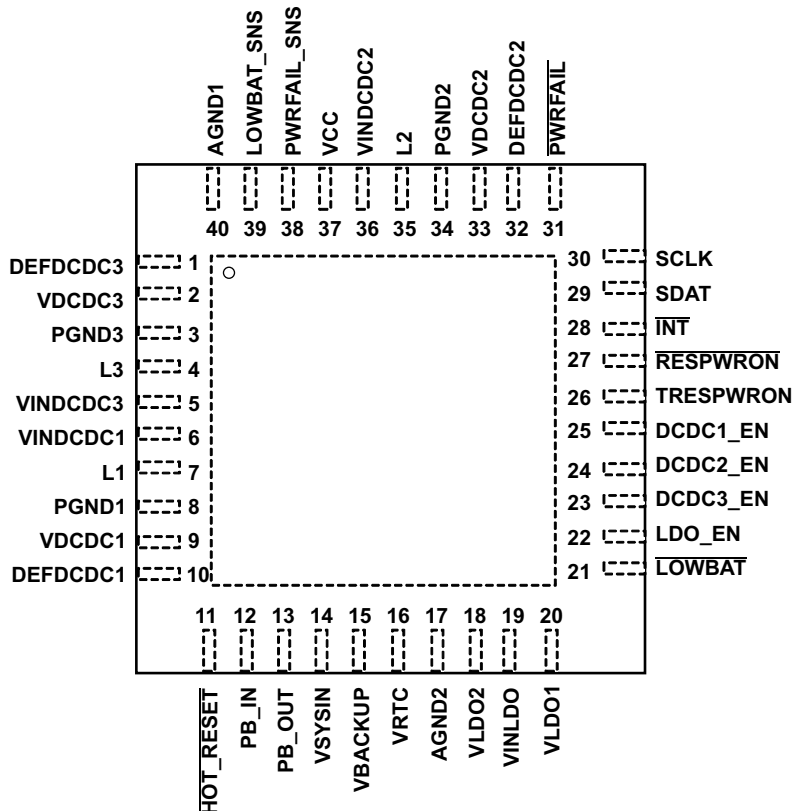 AGND1
LOWBAT_SNS
PWRFAIL_SNS
VCC
VINDCDC2
L2
PGND2
VDCDC2
DEFDCDC2
PWRFAIL
40 39 38 37 36 35 34 33 32 31
DEFDCDC3 1
VDCDC3 2
PGND3 3
L3 4
VINDCDC3 5
VINDCDC1 6
L1 7
PGND1 8
VDCDC1 9
DEFDCDC1 10
30 SCLK
29 SDAT
28 INT
27 RESPWRON
26 TRESPWRON
25 DCDC1_EN
24 DCDC2_EN
23 DCDC3_EN
22 LDO_EN
21 LOWBAT
11 12 13 14 15 16 17 18 19 20
HOT_RESET
PB_IN
PB_OUT
VSYSIN
VBACKUP
VRTC
AGND2
VLDO2
VINLDO
VLDO1